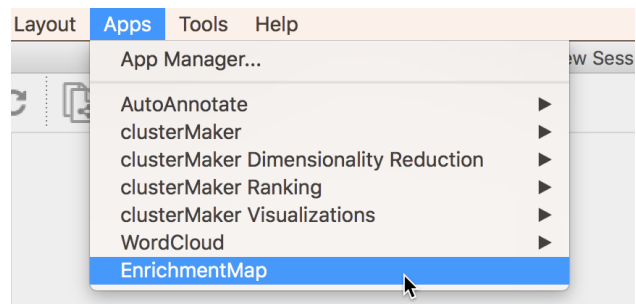 Layout Apps Tools Help
App Manager...
ew Sess
AutoAnnotate
clusterMaker
clusterMaker Dimensionality Reduction
clusterMaker Ranking
clusterMaker Visualizations
WordCloud
EnrichmentMap